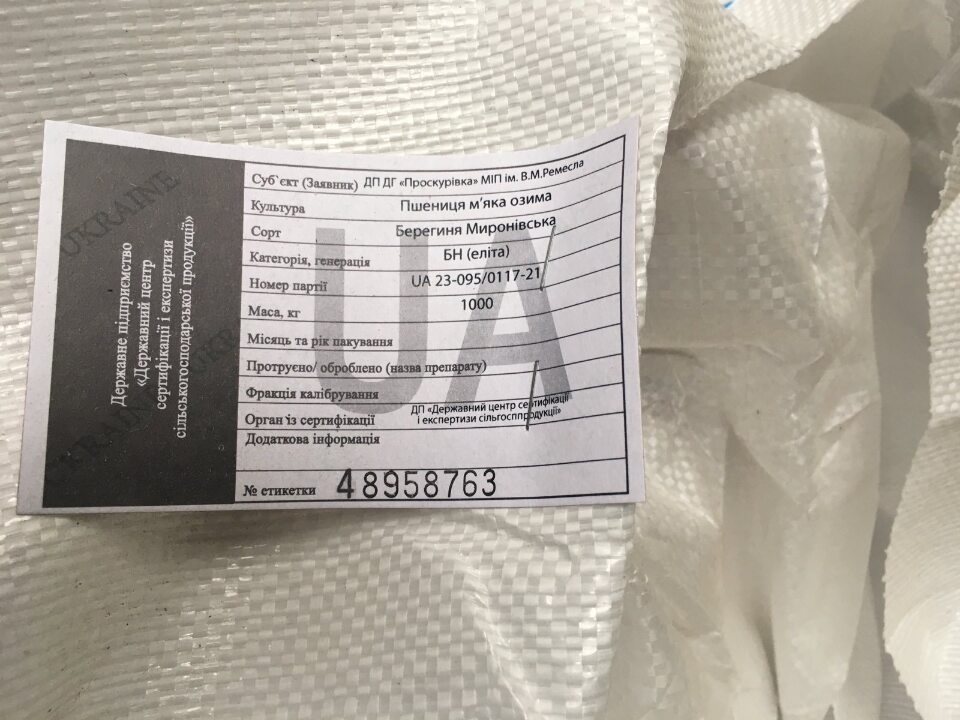 UKRAINE
Державне підприємство
«Державний центр
сертифікації і експертизи
сільськогосподарської продукції»
Суб`єкт (Заявник) ДП ДГ «Проскурівка» МІП ім. В.М.Ремесла
Культура Пшениця м'яка озима
Сорт Берегиня Миронівська
Категорія, генерація БН (еліта)
Номер партії UA 23-095/0117-21
Маса, кг 1000
Місяць та рік пакування
Протруєно/ оброблено (назва препарату)
Фракція калібрування
Орган із сертифікації ДП «Державний центр сертифікації
і експертизи сільгосппродукції»
Додаткова інформація
№ етикетки 48958763
UA